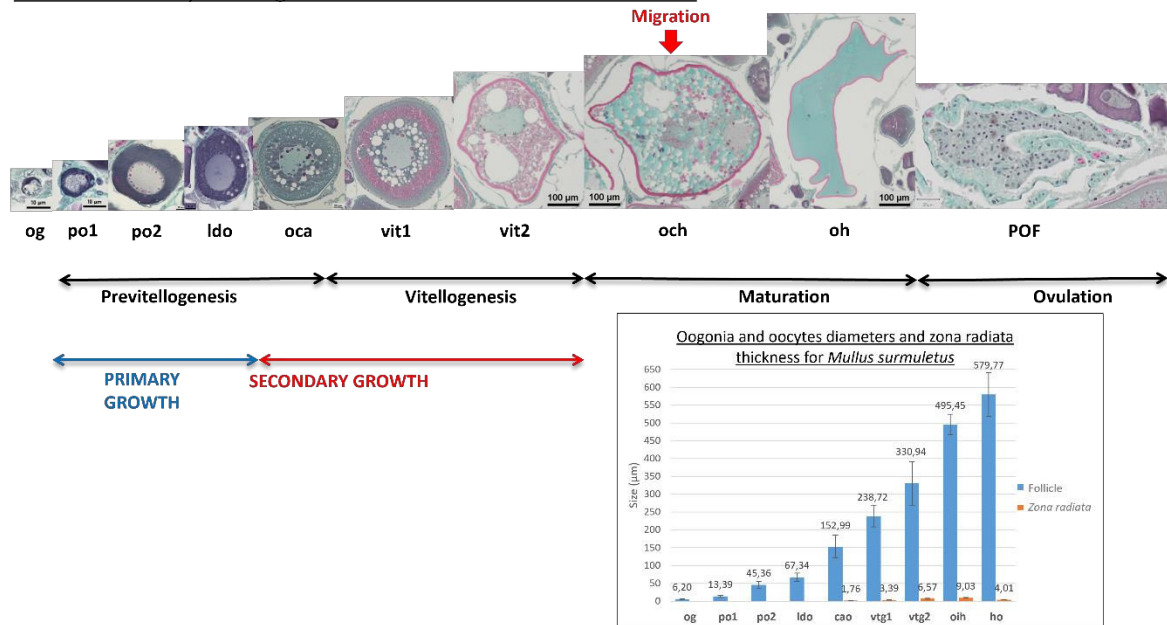 Migration
10 µm
10 µm
100 µm
100 µm
100 µm
og po1 po2 ldo oca vit1 vit2 och oh POF
Previtellogenesis Vitellogenesis Maturation Ovulation
PRIMARY
GROWTH
SECONDARY GROWTH
Oogonia and oocytes diameters and zona radiata
thickness for Mullus surmuletus
Size (µm)
650
600
550
500
450
400
350
300
250
200
150
100
50
0
6,20
13,39
45,36
67,34
152,99
1,76
238,72
3,39
330,94
6,57
495,45
9,03
579,77
4,01
og po1 po2 ldo cao vtg1 vtg2 oih ho
Follicle
Zona radiata